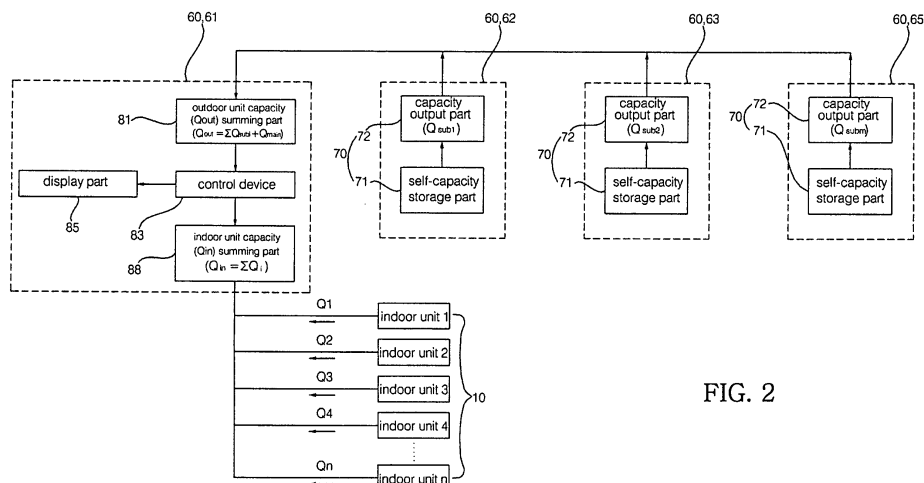 60,61
60,62
60,63
60,65
outdoor unit capacity
(Qout) summing part
(Qout = ΣQsubi+Qmain)
81
display part
85
control device
83
indoor unit capacity
(Qin) summing part
(Qin = ΣQi)
88
capacity
output part
(Qsub1)
72
70
71
self-capacity
storage part
capacity
output part
(Qsub2)
72
70
71
self-capacity
storage part
capacity
output part
(Qsubm)
72
70
71
self-capacity
storage part
Q1
indoor unit 1
Q2
indoor unit 2
Q3
indoor unit 3
Q4
indoor unit 4
Qn
indoor unit n
10
FIG. 2